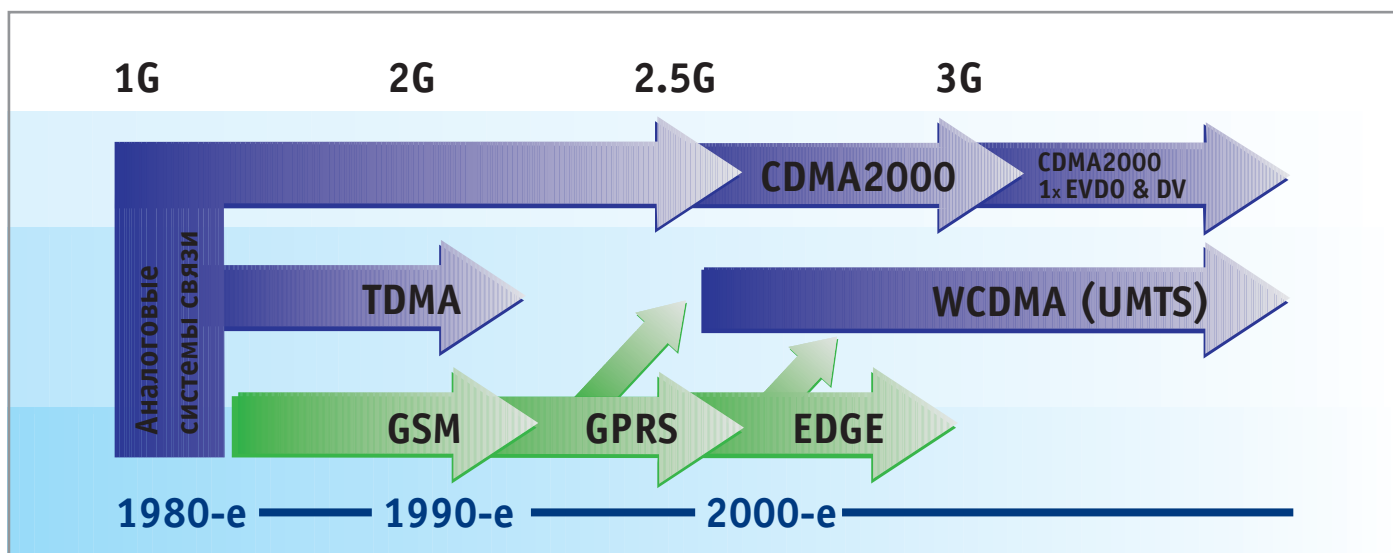 1G 2G 2.5G 3G
CDMA2000
CDMA2000
1x EVDO & DV
Аналоговые
системы связи
TDMA
WCDMA (UMTS)
GSM
GPRS
EDGE
1980-е 1990-е 2000-е